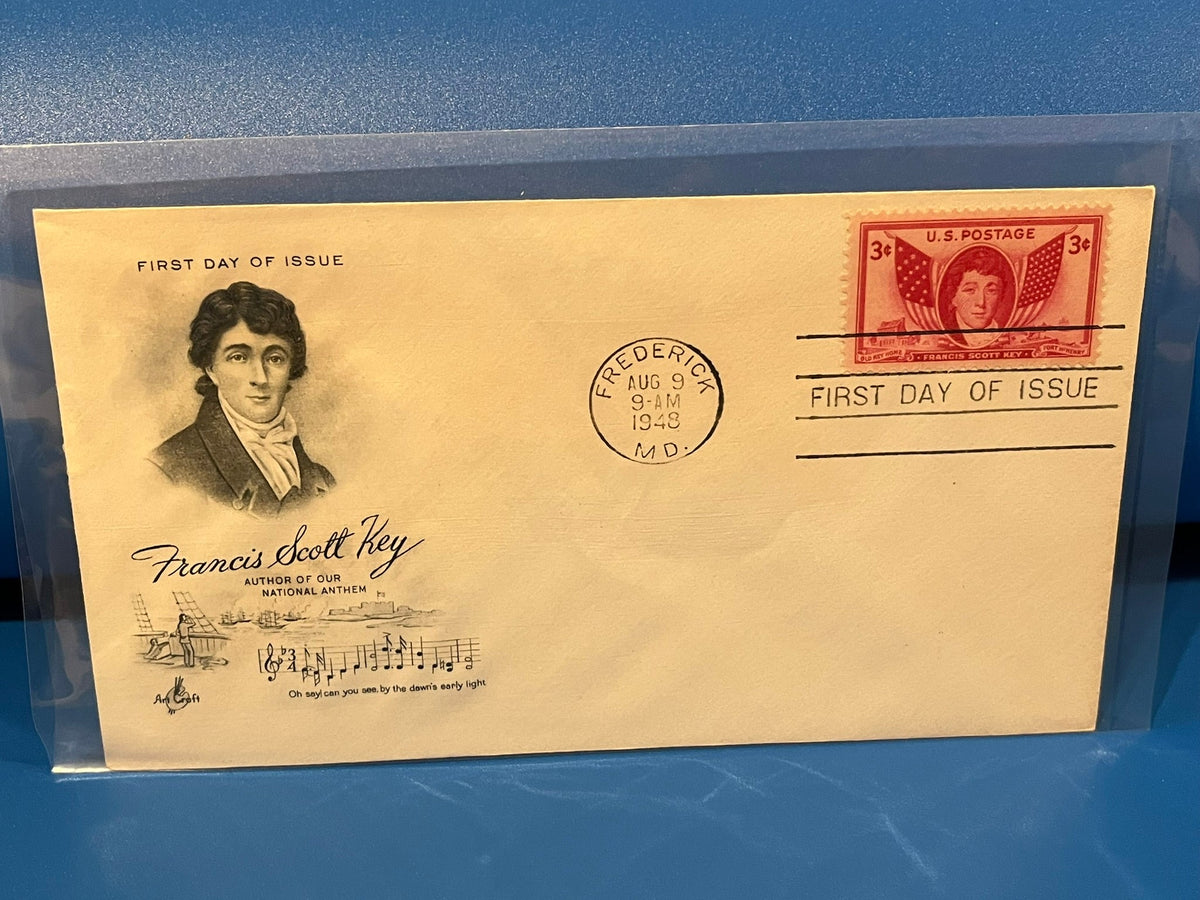 FIRST DAY OF ISSUE
Francis Scott Key
AUTHOR OF OUR
NATIONAL ANTHEM
Oh say! can you see, by the dawn's early light
Art Craft
FREDERICK
AUG 9
9-AM
1948
MD.
U.S. POSTAGE
3¢ 3¢
OLD KEY HOME • FRANCIS SCOTT KEY • FORT McHENRY
FIRST DAY OF ISSUE